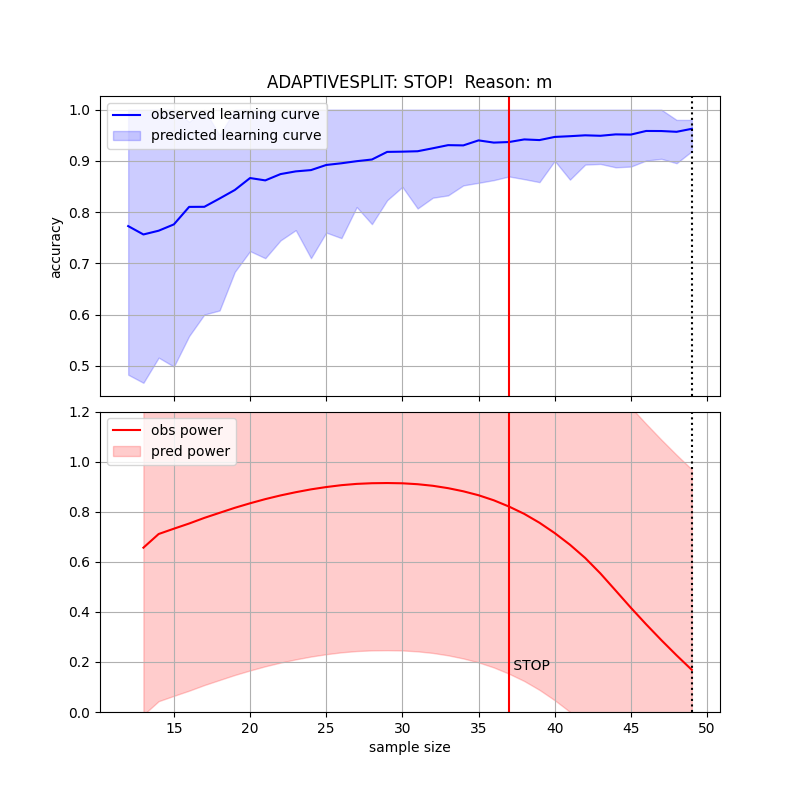 ADAPTIVESPLIT: STOP!  Reason: m
observed learning curve
predicted learning curve
1.0
0.9
0.8
0.7
0.6
0.5
accuracy
obs power
pred power
1.2
1.0
0.8
0.6
0.4
0.2
0.0
STOP
15 20 25 30 35 40 45 50
sample size